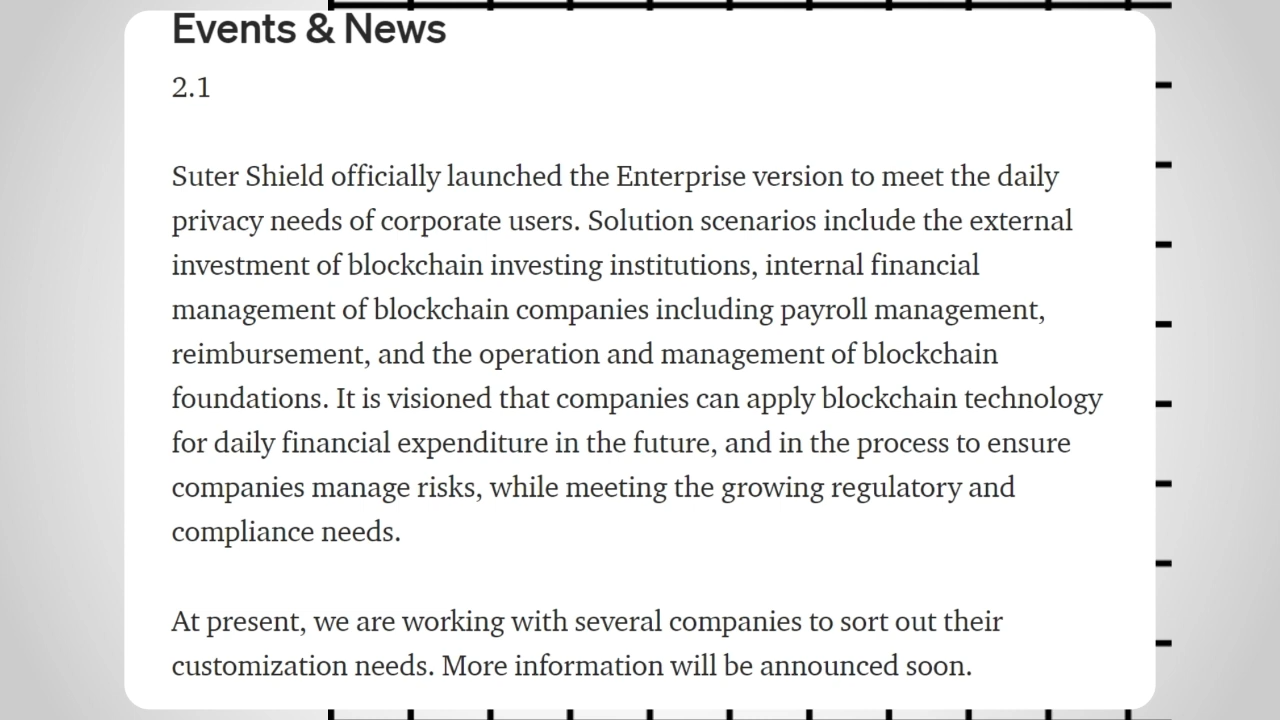 Events & News
2.1
Suter Shield officially launched the Enterprise version to meet the daily
privacy needs of corporate users. Solution scenarios include the external
investment of blockchain investing institutions, internal financial
management of blockchain companies including payroll management,
reimbursement, and the operation and management of blockchain
foundations. It is visioned that companies can apply blockchain technology
for daily financial expenditure in the future, and in the process to ensure
companies manage risks, while meeting the growing regulatory and
compliance needs.
At present, we are working with several companies to sort out their
customization needs. More information will be announced soon.